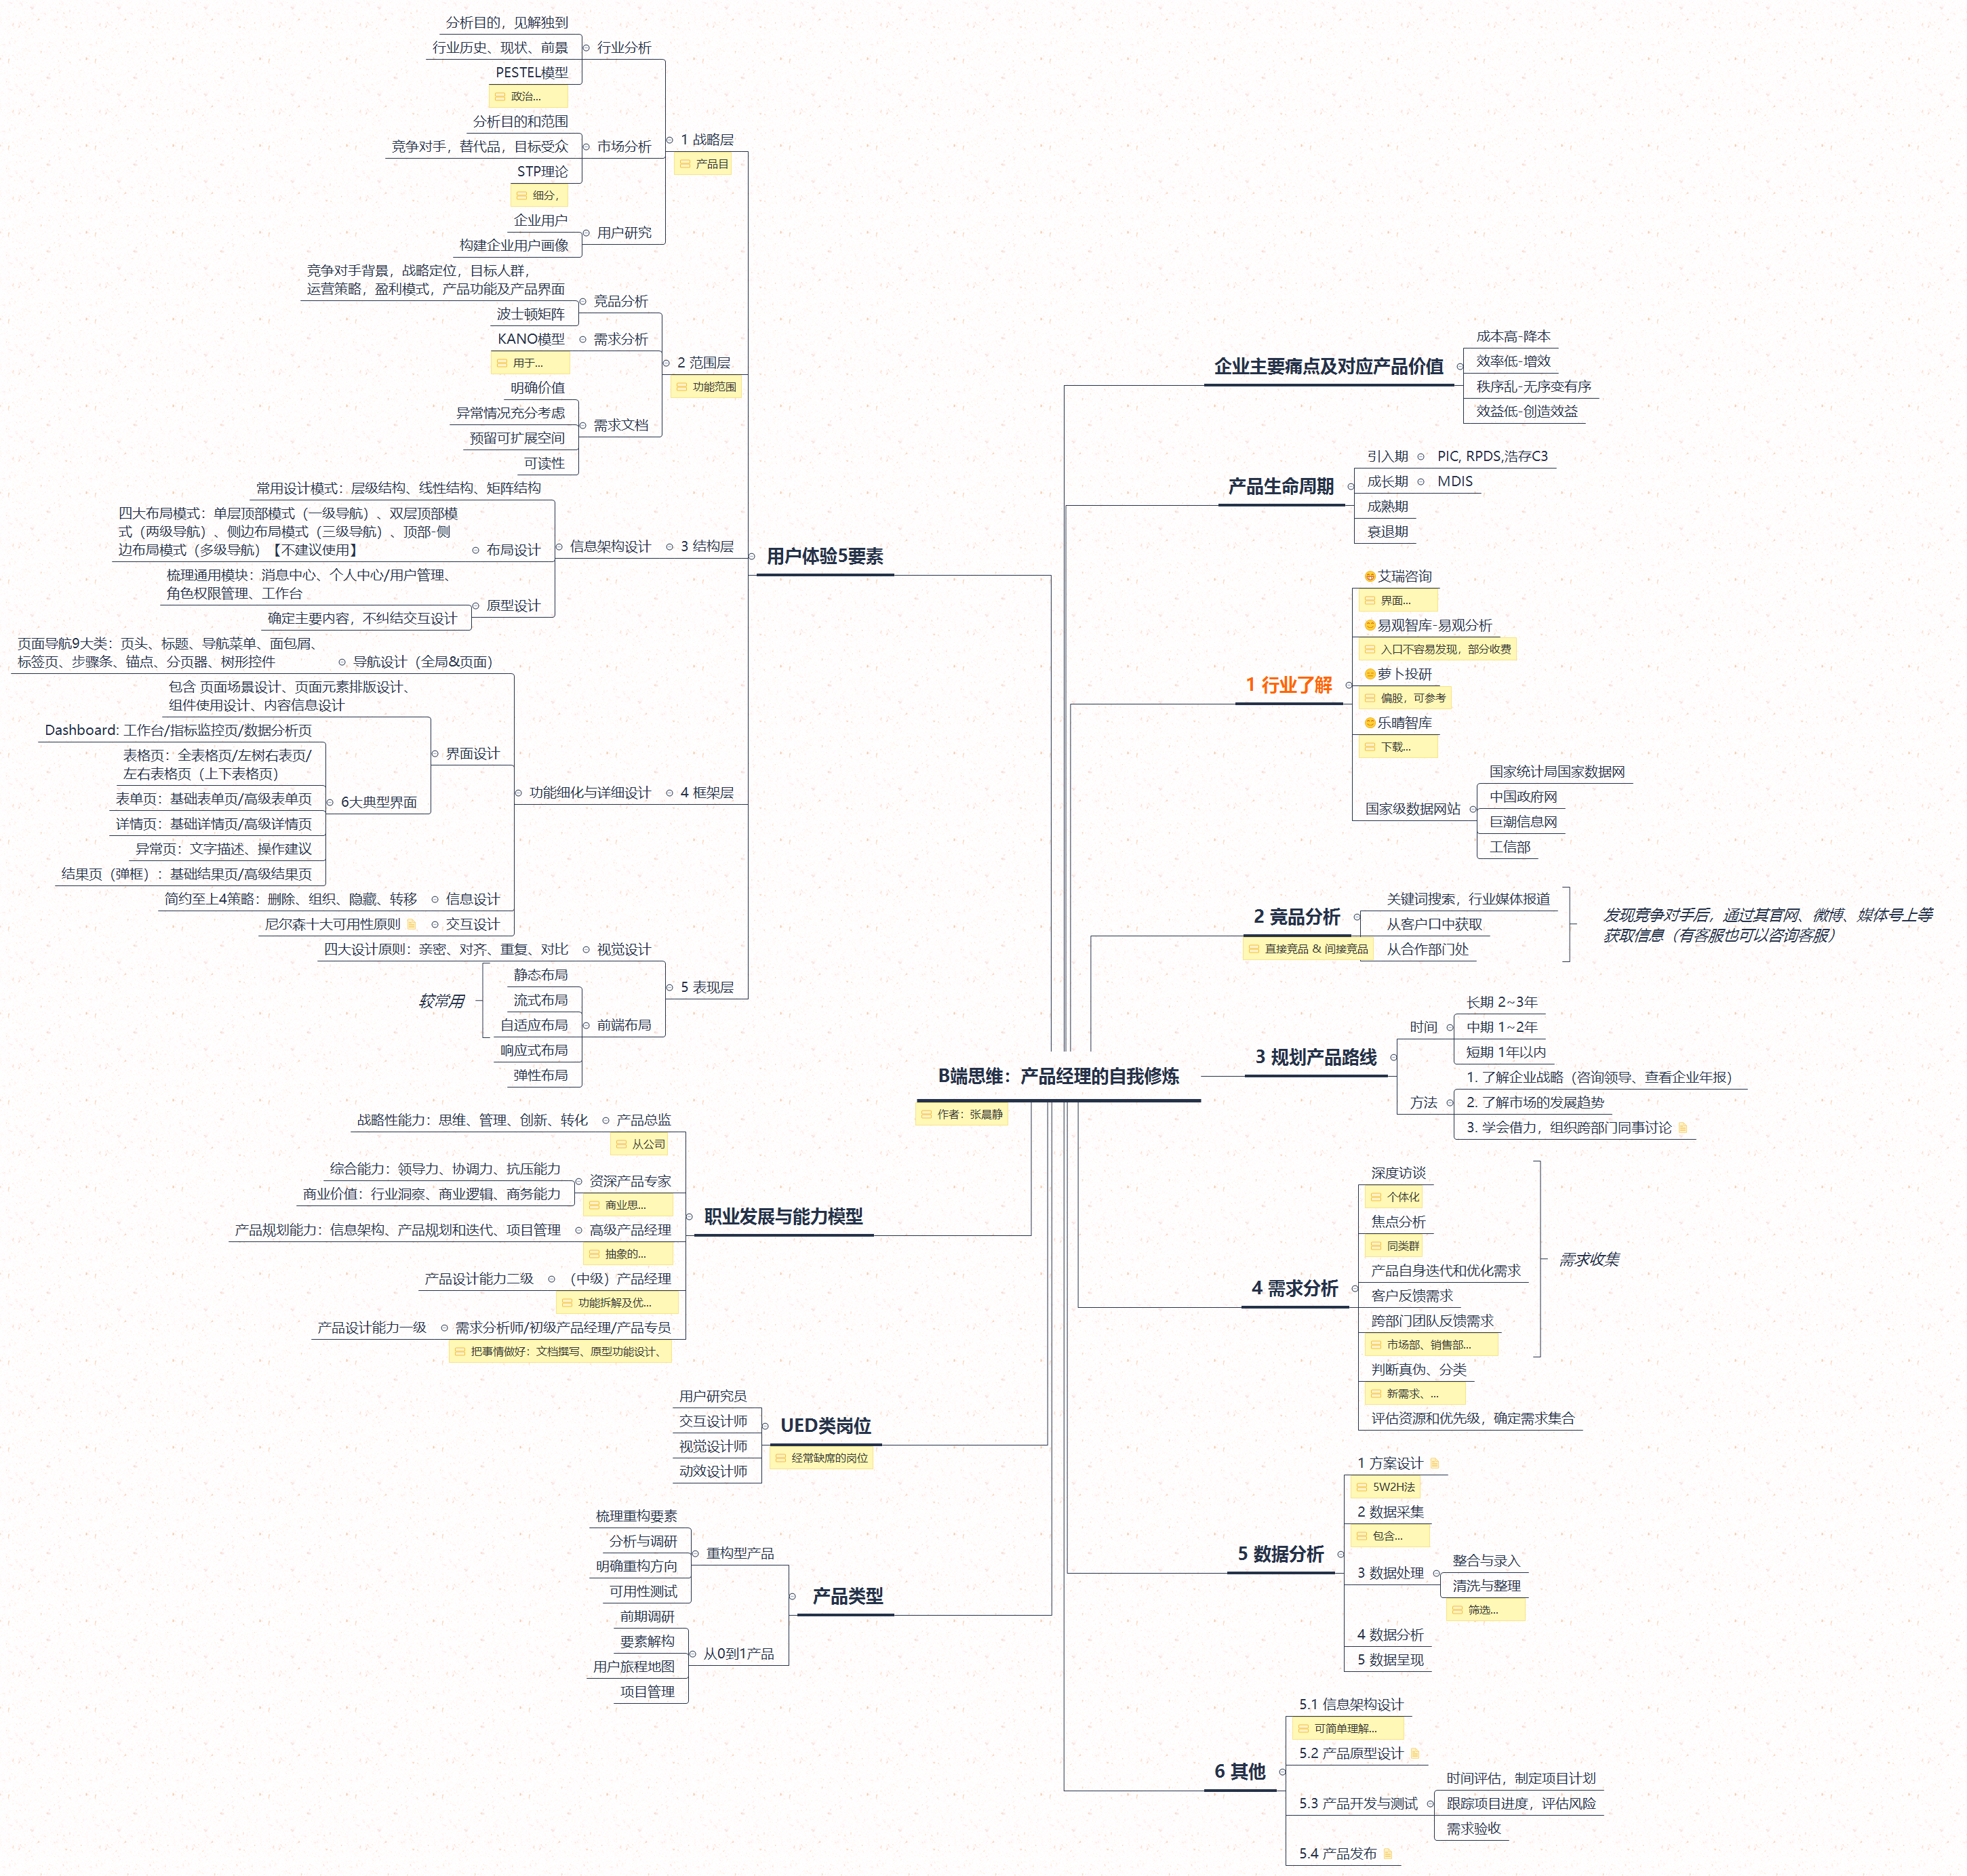 B端思维：产品经理的自我修炼
作者：张晨静
企业主要痛点及对应产品价值
成本高-降本
效率低-增效
秩序乱-无序变有序
效益低-创造效益
产品生命周期
引入期
PIC, RPDS,浩存C3
成长期
MDIS
成熟期
衰退期
1 行业了解
艾瑞咨询
界面...
易观智库-易观分析
入口不容易发现，部分收费
萝卜投研
偏股，可参考
乐晴智库
下载...
国家级数据网站
国家统计局国家数据网
中国政府网
巨潮信息网
工信部
2 竞品分析
直接竞品 & 间接竞品
关键词搜索，行业媒体报道
从客户口中获取
从合作部门处
发现竞争对手后，通过其官网、微博、媒体号上等
获取信息（有客服也可以咨询客服）
3 规划产品路线
时间
长期 2~3年
中期 1~2年
短期 1年以内
方法
1. 了解企业战略（咨询领导、查看企业年报）
2. 了解市场的发展趋势
3. 学会借力，组织跨部门同事讨论
4 需求分析
深度访谈
个体化
焦点分析
同类群
产品自身迭代和优化需求
客户反馈需求
跨部门团队反馈需求
市场部、销售部...
需求收集
判断真伪、分类
新需求、...
评估资源和优先级，确定需求集合
5 数据分析
1 方案设计
5W2H法
2 数据采集
包含...
3 数据处理
整合与录入
清洗与整理
筛选...
4 数据分析
5 数据呈现
6 其他
5.1 信息架构设计
可简单理解...
5.2 产品原型设计
5.3 产品开发与测试
时间评估，制定项目计划
跟踪项目进度，评估风险
需求验收
5.4 产品发布
用户体验5要素
1 战略层
产品目
行业分析
分析目的，见解独到
行业历史、现状、前景
PESTEL模型
政治...
市场分析
分析目的和范围
竞争对手，替代品，目标受众
STP理论
细分，
用户研究
企业用户
构建企业用户画像
2 范围层
功能范围
竞品分析
竞争对手背景，战略定位，目标人群，
运营策略，盈利模式，产品功能及产品界面
波士顿矩阵
需求分析
KANO模型
用于...
需求文档
明确价值
异常情况充分考虑
预留可扩展空间
可读性
3 结构层
信息架构设计
常用设计模式：层级结构、线性结构、矩阵结构
布局设计
四大布局模式：单层顶部模式（一级导航）、双层顶部模
式（两级导航）、侧边布局模式（三级导航）、顶部-侧
边布局模式（多级导航）【不建议使用】
原型设计
梳理通用模块：消息中心、个人中心/用户管理、
角色权限管理、工作台
确定主要内容，不纠结交互设计
4 框架层
功能细化与详细设计
导航设计（全局&页面）
页面导航9大类：页头、标题、导航菜单、面包屑、
标签页、步骤条、锚点、分页器、树形控件
界面设计
包含 页面场景设计、页面元素排版设计、
组件使用设计、内容信息设计
6大典型界面
Dashboard: 工作台/指标监控页/数据分析页
表格页：全表格页/左树右表页/
左右表格页（上下表格页）
表单页：基础表单页/高级表单页
详情页：基础详情页/高级详情页
异常页：文字描述、操作建议
结果页（弹框）：基础结果页/高级结果页
信息设计
简约至上4策略：删除、组织、隐藏、转移
交互设计
尼尔森十大可用性原则
5 表现层
视觉设计
四大设计原则：亲密、对齐、重复、对比
前端布局
静态布局
流式布局
自适应布局
较常用
响应式布局
弹性布局
职业发展与能力模型
产品总监
从公司
战略性能力：思维、管理、创新、转化
资深产品专家
商业思...
综合能力：领导力、协调力、抗压能力
商业价值：行业洞察、商业逻辑、商务能力
高级产品经理
抽象的...
产品规划能力：信息架构、产品规划和迭代、项目管理
（中级）产品经理
功能拆解及优...
产品设计能力二级
需求分析师/初级产品经理/产品专员
把事情做好：文档撰写、原型功能设计、
产品设计能力一级
UED类岗位
经常缺席的岗位
用户研究员
交互设计师
视觉设计师
动效设计师
产品类型
重构型产品
梳理重构要素
分析与调研
明确重构方向
可用性测试
从0到1产品
前期调研
要素解构
用户旅程地图
项目管理